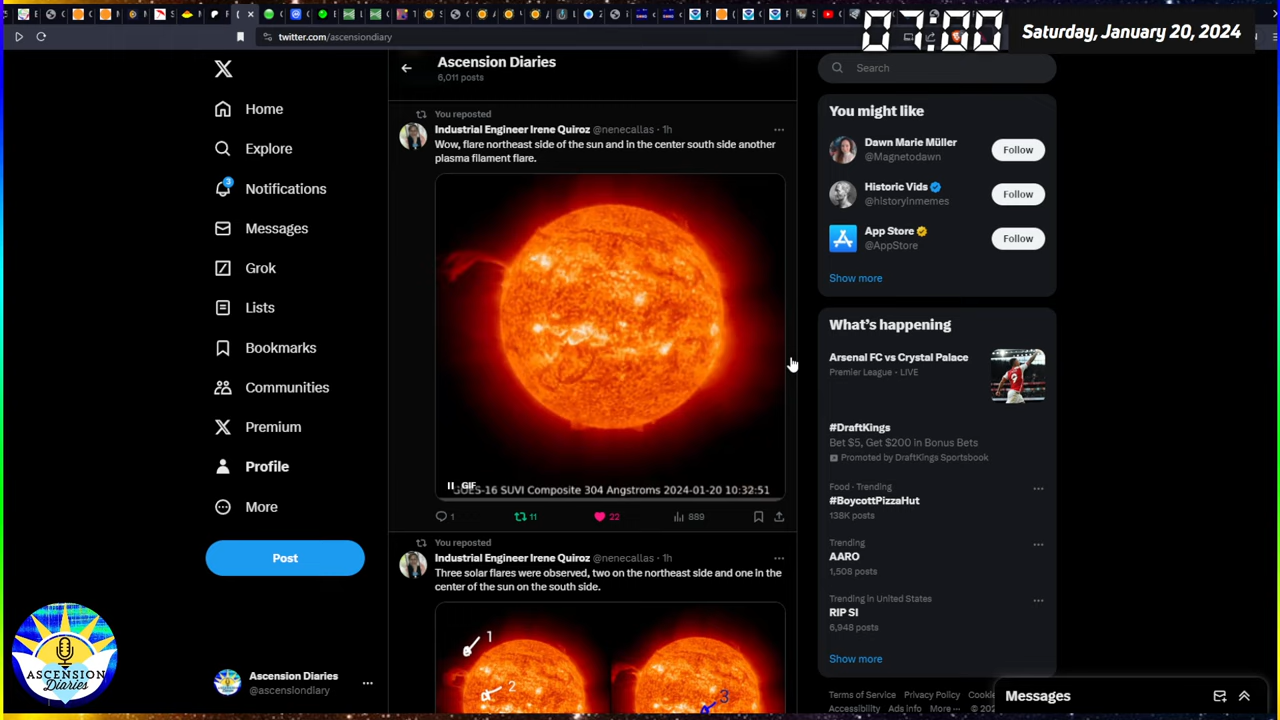 07:00
Saturday, January 20, 2024
twitter.com/ascensiondiary
Home
Explore
3
Notifications
Messages
Grok
Lists
Bookmarks
Communities
Premium
Profile
More
Post
Ascension Diaries
@ascensiondiary
ASCENSION
Diaries
Ascension Diaries
6,011 posts
You reposted
Industrial Engineer Irene Quiroz @nenecallas · 1h
Wow, flare northeast side of the sun and in the center south side another
plasma filament flare.
GIF
GOES-16 SUVI Composite 304 Angstroms 2024-01-20 10:32:51
1 11 22 889
You reposted
Industrial Engineer Irene Quiroz @nenecallas · 1h
Three solar flares were observed, two on the northeast side and one in the
center of the sun on the south side.
1
2
3
Search
You might like
Dawn Marie Müller
@Magnetodawn
Follow
Historic Vids
@historyinmemes
Follow
App Store
@AppStore
Follow
Show more
What's happening
Arsenal FC vs Crystal Palace
Premier League · LIVE
#DraftKings
Bet $5, Get $200 in Bonus Bets
Promoted by DraftKings Sportsbook
Food · Trending
#BoycottPizzaHut
138K posts
Trending
AARO
1,508 posts
Trending in United States
RIP SI
6,948 posts
Show more
Terms of Service Privacy Policy Cookie
Accessibility Ads info More ··· © 202
Messages